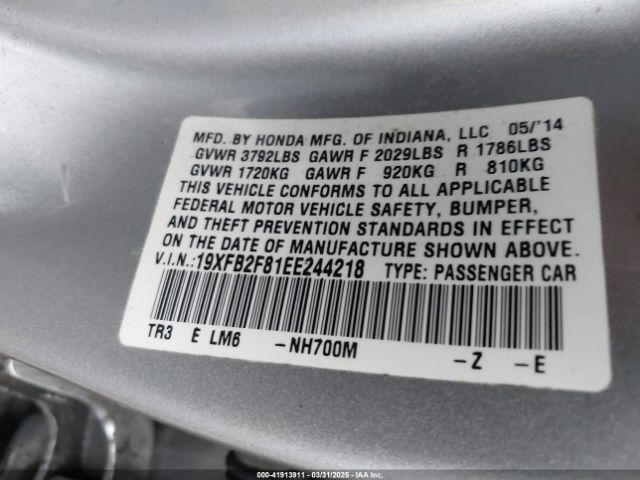 MFD. BY HONDA MFG. OF INDIANA, LLC 05/'14
GVWR 3792LBS GAWR F 2029LBS R 1786LBS
GVWR 1720KG GAWR F 920KG R 810KG
THIS VEHICLE CONFORMS TO ALL APPLICABLE
FEDERAL MOTOR VEHICLE SAFETY, BUMPER,
AND THEFT PREVENTION STANDARDS IN EFFECT
ON THE DATE OF MANUFACTURE SHOWN ABOVE.
V.I.N.:19XFB2F81EE244218 TYPE: PASSENGER CAR
TR3 E LM6 -NH700M -Z -E
000-41913911 - 03/31/2025 - IAA Inc.